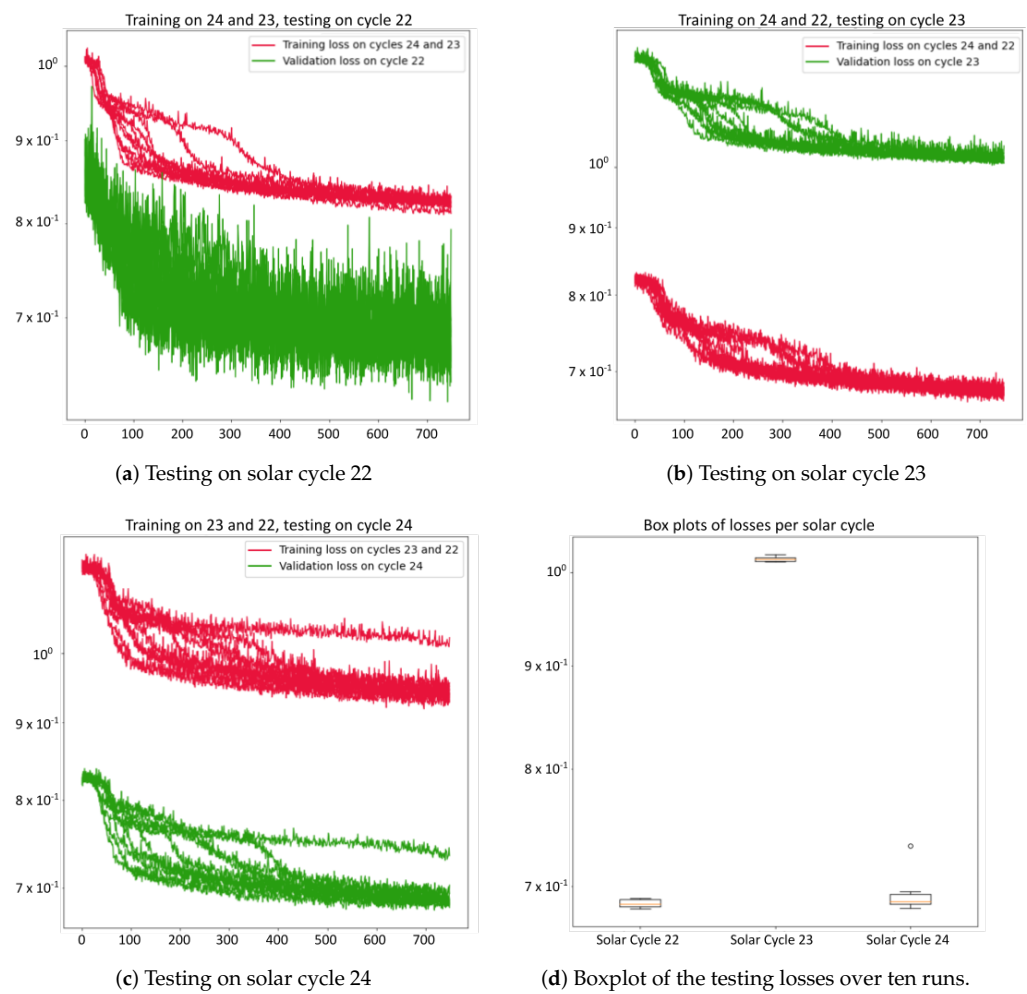 Training on 24 and 23, testing on cycle 22
Training loss on cycles 24 and 23
Validation loss on cycle 22
10⁰
9 x 10⁻¹
8 x 10⁻¹
7 x 10⁻¹
0 100 200 300 400 500 600 700
(a) Testing on solar cycle 22
Training on 24 and 22, testing on cycle 23
Training loss on cycles 24 and 22
Validation loss on cycle 23
10⁰
9 x 10⁻¹
8 x 10⁻¹
7 x 10⁻¹
0 100 200 300 400 500 600 700
(b) Testing on solar cycle 23
Training on 23 and 22, testing on cycle 24
Training loss on cycles 23 and 22
Validation loss on cycle 24
10⁰
9 x 10⁻¹
8 x 10⁻¹
7 x 10⁻¹
0 100 200 300 400 500 600 700
(c) Testing on solar cycle 24
Box plots of losses per solar cycle
10⁰
9 x 10⁻¹
8 x 10⁻¹
7 x 10⁻¹
Solar Cycle 22 Solar Cycle 23 Solar Cycle 24
(d) Boxplot of the testing losses over ten runs.